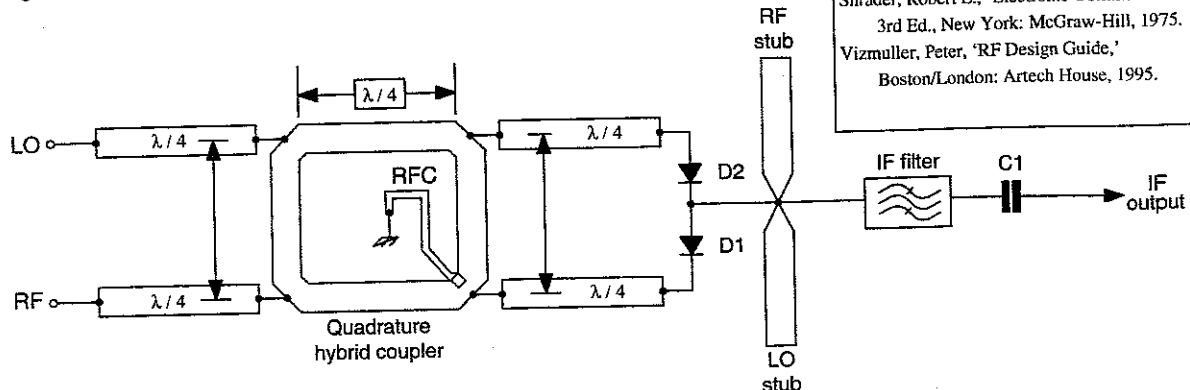 Shrader, Robert L., 'Electronic
3rd Ed., New York: McGraw-Hill, 1975.
Vizmuller, Peter, 'RF Design Guide,'
Boston/London: Artech House, 1995.
RF
stub
λ / 4
LO
λ / 4
λ / 4
RFC
D2
IF filter
C1
IF
output
D1
RF
λ / 4
λ / 4
Quadrature
hybrid coupler
LO
stub